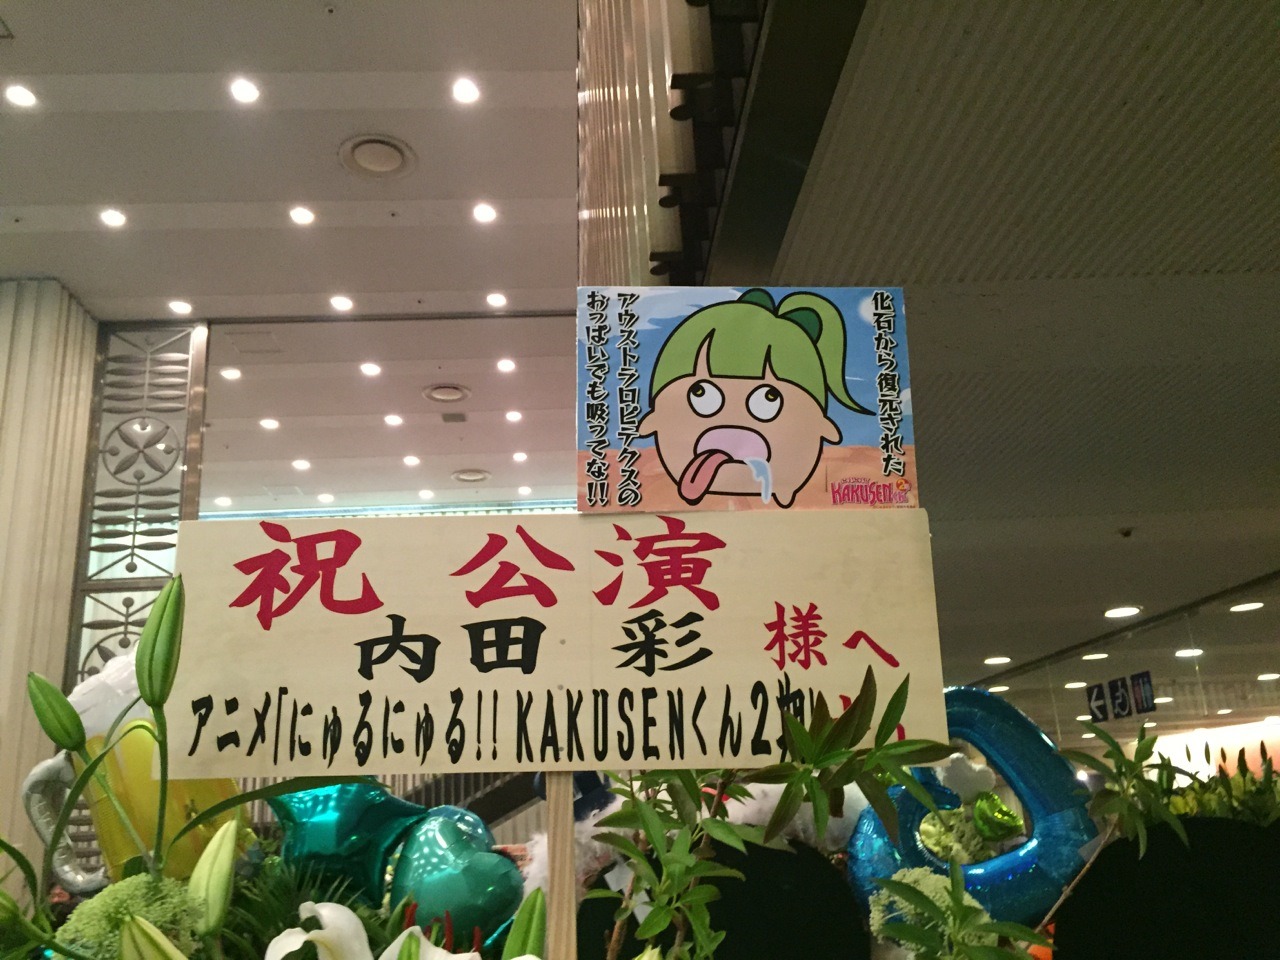 化石から復元された
アウストラロピテクスの
おっぱいでも吸ってな!!
KAKUSEN
祝 公演
内田 彩 様へ
アニメ「にゅるにゅる!! KAKUSENくん2期」